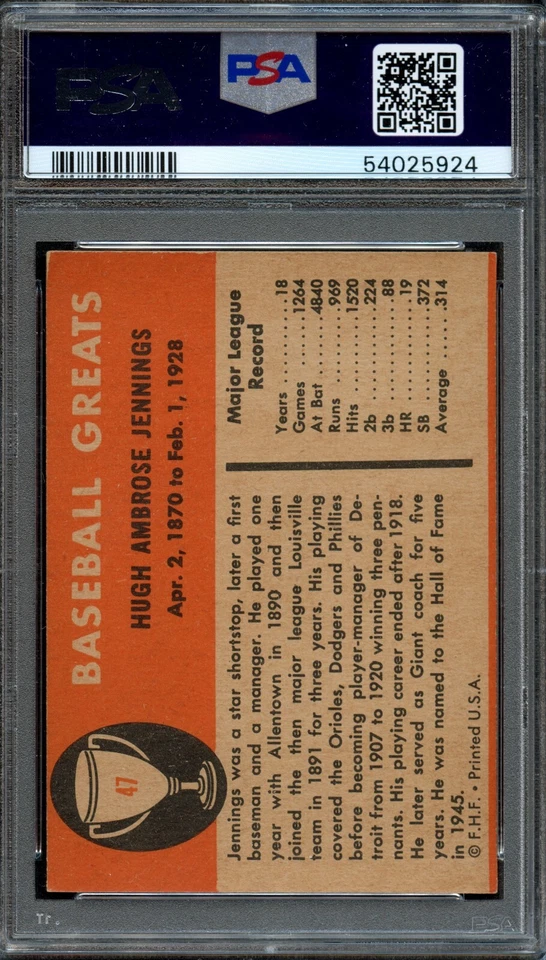 PSA
PSA
54025924
BASEBALL GREATS
HUGH AMBROSE JENNINGS
Apr. 2, 1870 to Feb. 1, 1928
47
Jennings was a star shortstop, later a first
baseman and a manager. He played one
year with Allentown in 1890 and then
joined the then major league Louisville
team in 1891 for three years. His playing
covered the Orioles, Dodgers and Phillies
before becoming player-manager of De-
troit from 1907 to 1920 winning three pen-
nants. His playing career ended after 1918.
He later served as Giant coach for five
years. He was named to the Hall of Fame
in 1945.
© F.H.F. • Printed U.S.A.
Major League
Record
Years . . . . . . . . . . 18
Games . . . . . . 1264
At Bat . . . . . . . 4840
Runs . . . . . . . . . 969
Hits . . . . . . . . . 1520
2b . . . . . . . . . . . 224
3b . . . . . . . . . . . . 88
HR . . . . . . . . . . . . 19
SB . . . . . . . . . . . 372
Average . . . . . . .314
PSA